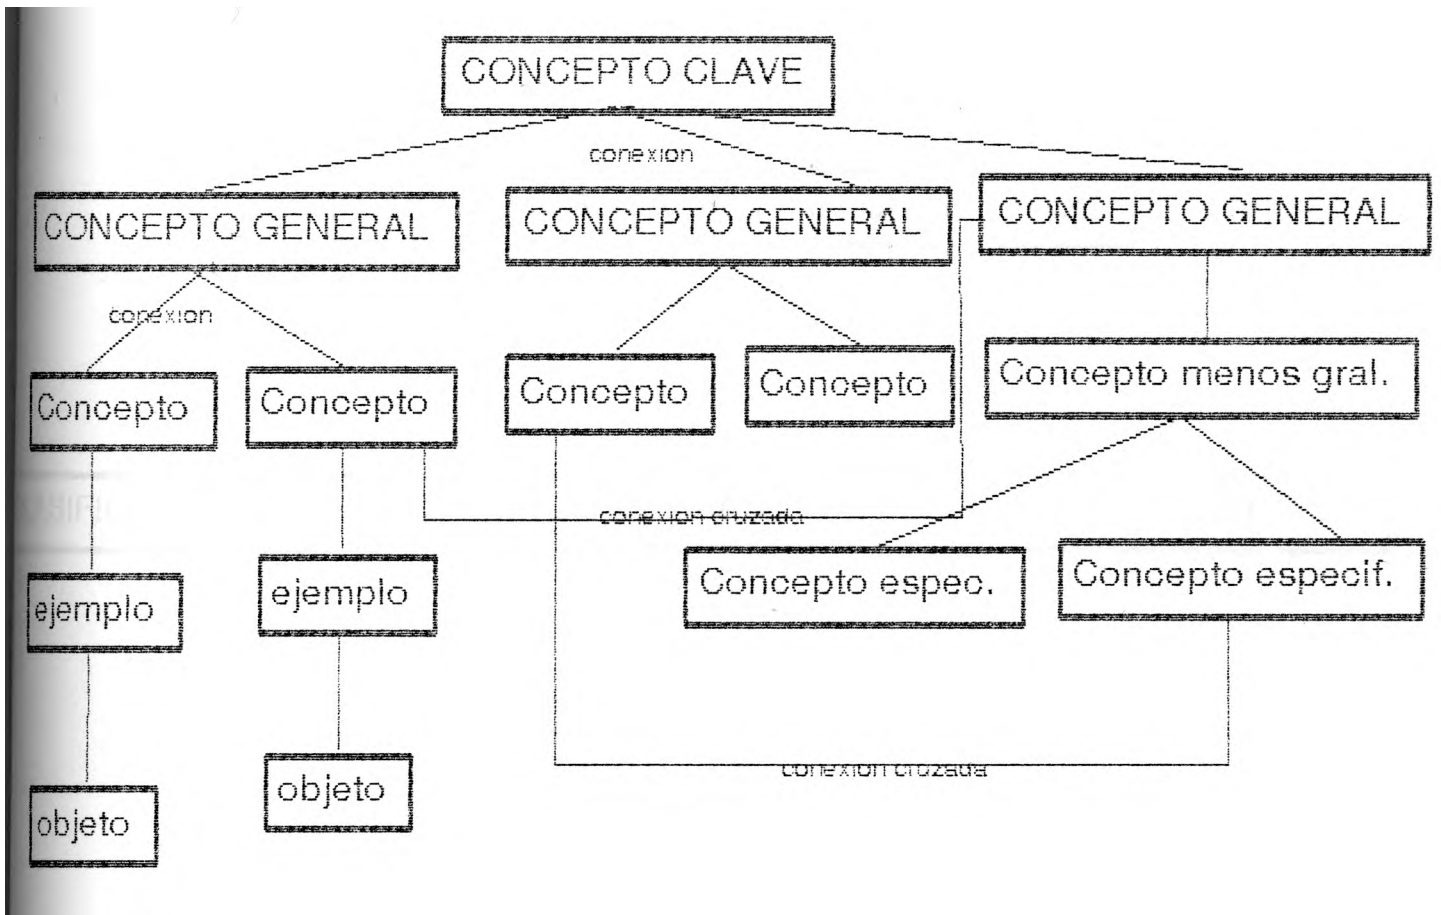 CONCEPTO CLAVE
conexion
CONCEPTO GENERAL
CONCEPTO GENERAL
CONCEPTO GENERAL
conexion
Concepto
Concepto
Concepto
Concepto
Concepto menos gral.
conexion cruzada
ejemplo
ejemplo
Concepto espec.
Concepto especif.
conexion cruzada
objeto
objeto